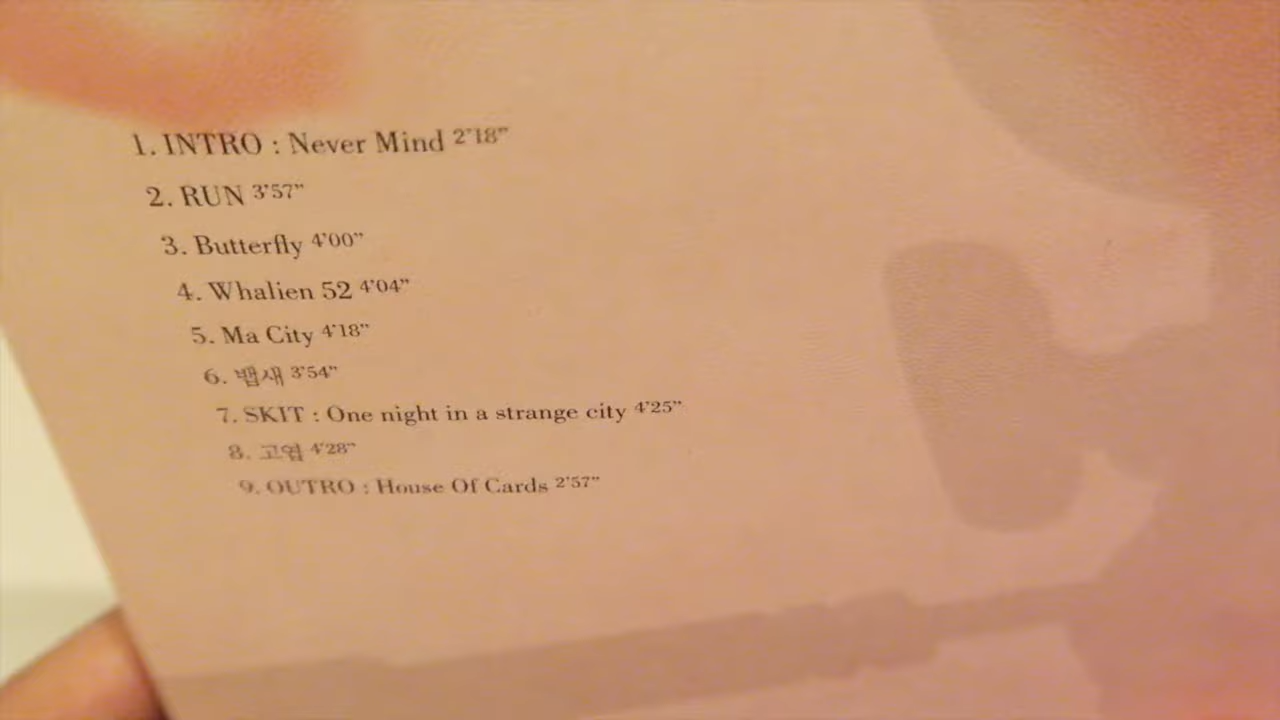 1. INTRO : Never Mind 2'18"
2. RUN 3'57"
3. Butterfly 4'00"
4. Whalien 52 4'04"
5. Ma City 4'18"
6. 뱁새 3'54"
7. SKIT : One night in a strange city 4'25"
8. 고엽 4'28"
9. OUTRO : House Of Cards 2'57"